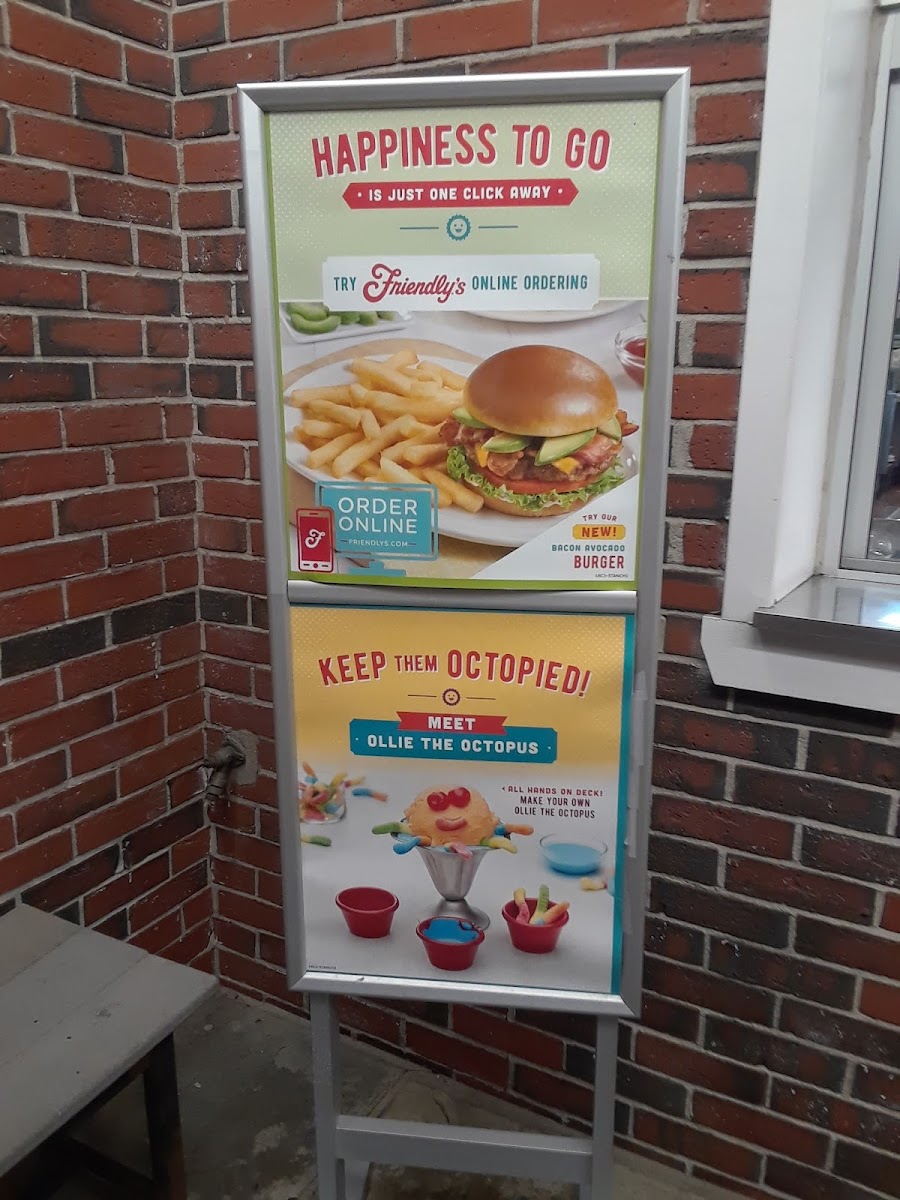 HAPPINESS TO GO
• IS JUST ONE CLICK AWAY •
TRY Friendly's ONLINE ORDERING
ORDER
ONLINE
FRIENDLYS.COM
F
TRY OUR
NEW!
BACON AVOCADO
BURGER
KEEP THEM OCTOPIED!
MEET
• OLLIE THE OCTOPUS •
ALL HANDS ON DECK!
MAKE YOUR OWN
OLLIE THE OCTOPUS